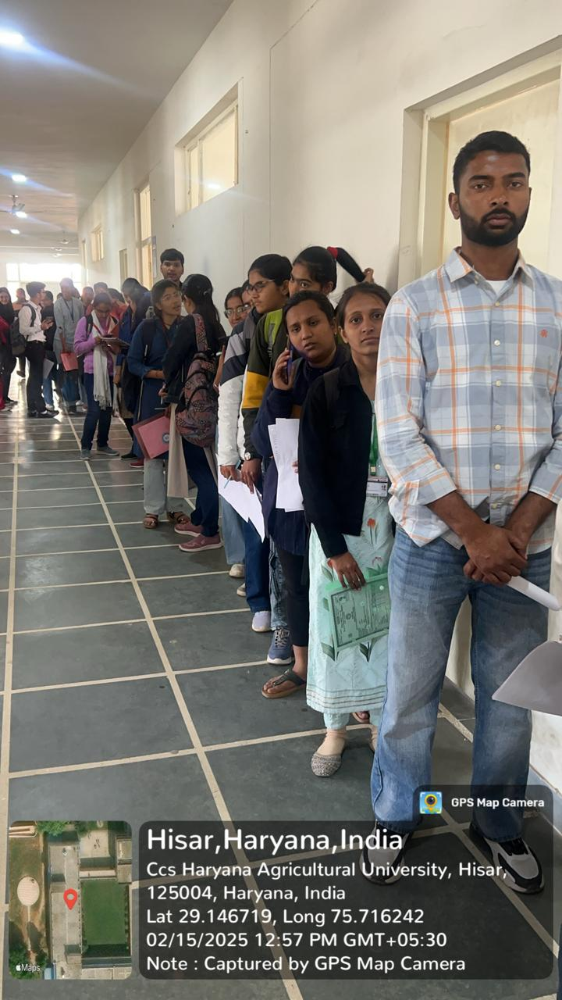 GPS Map Camera
Hisar,Haryana,India
Ccs Haryana Agricultural University, Hisar,
125004, Haryana, India
Lat 29.146719, Long 75.716242
02/15/2025 12:57 PM GMT+05:30
Note : Captured by GPS Map Camera
Maps